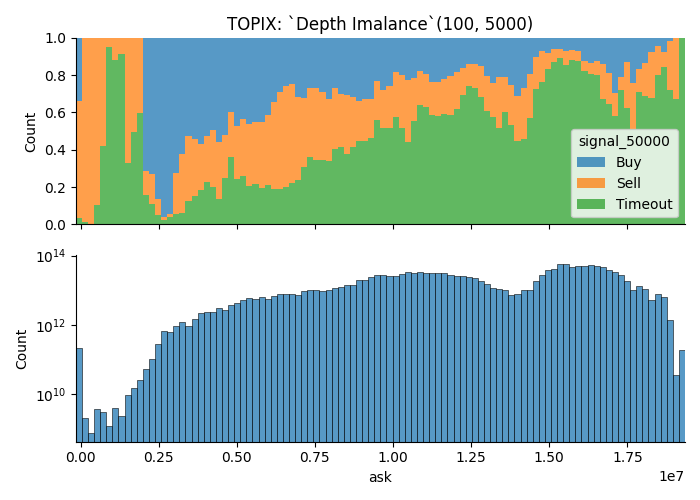 TOPIX: `Depth Imalance`(100, 5000)
Count
1.0
0.8
0.6
0.4
0.2
0.0
signal_50000
Buy
Sell
Timeout
Count
10^14
10^12
10^10
0.00 0.25 0.50 0.75 1.00 1.25 1.50 1.75
ask
1e7